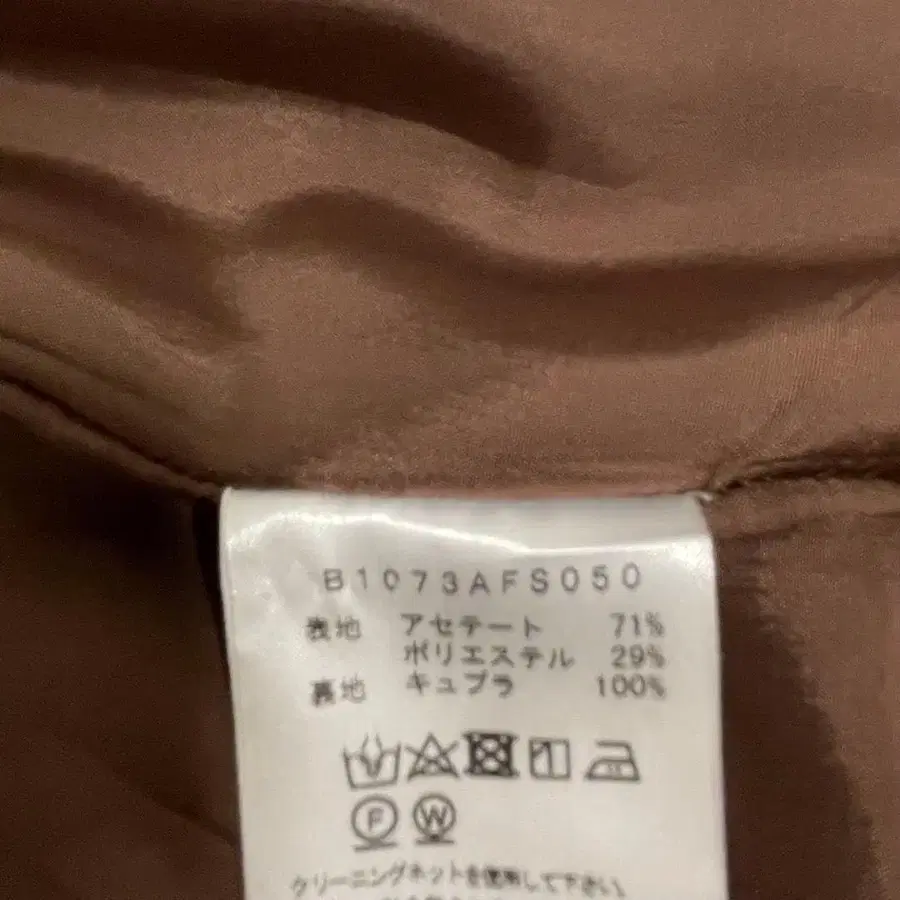 B1073AFS050
表地 アセテート 71%
ポリエステル 29%
裏地 キュプラ 100%
F W
クリーニングネットを使用して下さい。